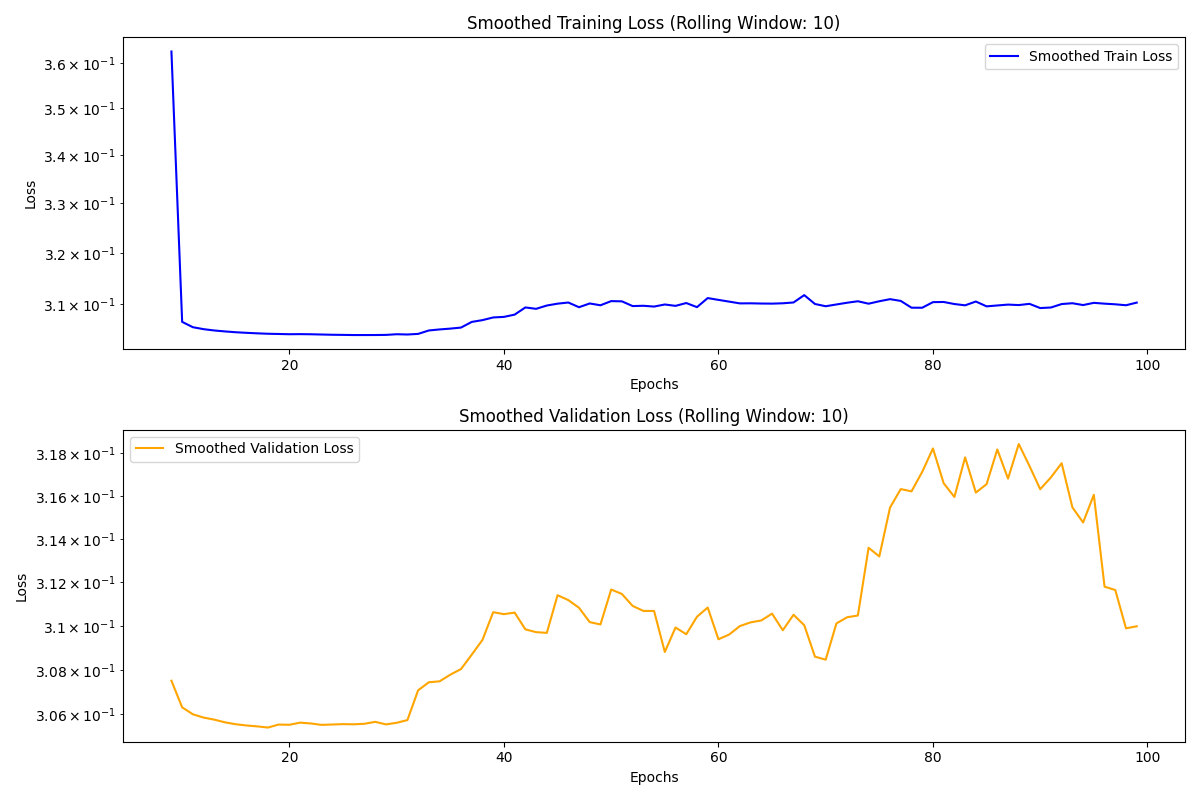 Smoothed Training Loss (Rolling Window: 10)
3.6 × 10⁻¹
3.5 × 10⁻¹
3.4 × 10⁻¹
3.3 × 10⁻¹
3.2 × 10⁻¹
3.1 × 10⁻¹
Loss
Smoothed Train Loss
20 40 60 80 100
Epochs
Smoothed Validation Loss (Rolling Window: 10)
Smoothed Validation Loss
3.18 × 10⁻¹
3.16 × 10⁻¹
3.14 × 10⁻¹
3.12 × 10⁻¹
3.1 × 10⁻¹
3.08 × 10⁻¹
3.06 × 10⁻¹
Loss
20 40 60 80 100
Epochs